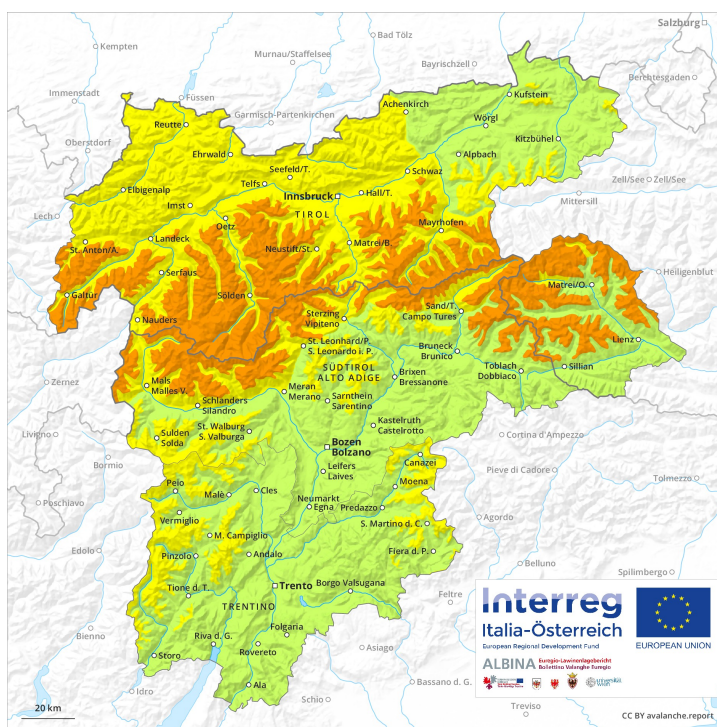 Salzburg
Kempten
Bad Tölz
Murnau/Staffelsee
Bayrischzell
Berchtesgaden
Immenstadt
Füssen
Garmisch-Partenkirchen
Achenkirch
Kufstein
Reutte
Wörgl
Oberstdorf
Ehrwald
Kitzbühel
Alpbach
Seefeld/T.
Telfs
Schwaz
Zell/See
Zell/See
Elbigenalp
Innsbruck
Hall/T.
Mittersill
Imst
TIROL
Lech
Oetz
Mayrhofen
St. Anton/A.
Landeck
Neustift/St.
Matrei/B.
Serfaus
Heiligenblut
Galtür
Sölden
Matrei/O.
Nauders
Sterzing
Vipiteno
Sand/T.
Campo Tures
Lienz
St. Leonhard/P.
S. Leonardo i. P.
Bruneck
Brunico
SÜDTIROL
ALTO ADIGE
Brixen
Bressanone
Toblach
Dobbiaco
Sillian
Zernez
Mals
Malles/V.
Meran
Merano
Schlanders
Silandro
Sarnthein
Sarentino
St. Walburg
S. Valburga
Kastelruth
Castelrotto
Livigno
Sulden
Solda
Bozen
Bolzano
Cortina d'Ampezzo
Bormio
Leifers
Laives
Canazei
Pieve di Cadore
Tolmezzo
Peio
Cles
Malè
Moena
Poschiavo
Neumarkt
Egna
Predazzo
Agordo
Vermiglio
S. Martino d. C.
M. Campiglio
Edolo
Pinzolo
Andalo
Fiera d. P.
Belluno
Spilimbergo
Tione d. T.
Trento
Borgo Valsugana
Feltre
TRENTINO
Bienno
Folgaria
Riva d. G.
Rovereto
Asiago
Storo
Bassano d. G.
Idro
Ala
Schio
Treviso
20 km
Interreg
Italia-Österreich
European Regional Development Fund
EUROPEAN UNION
ALBINA
Euregio-Lawinenlagebericht
Bollettino Valanghe Euregio
CC BY avalanche.report